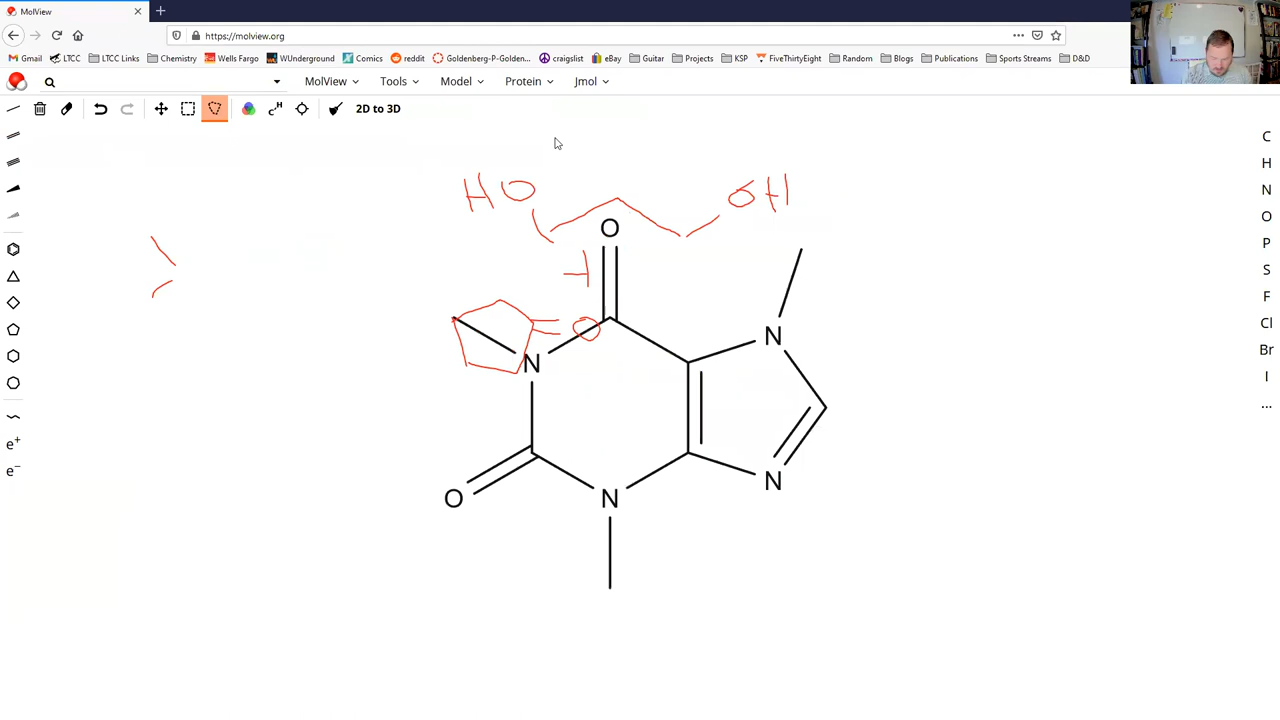 MolView
https://molview.org
Gmail LTCC LTCC Links Chemistry Wells Fargo WUnderground Comics reddit Goldenberg-P-Golden... craigslist eBay Guitar Projects KSP FiveThirtyEight Random Blogs Publications Sports Streams D&D
MolView Tools Model Protein Jmol
2D to 3D
C
H
N
O
P
S
F
Cl
Br
I
...
e+
e−
HO OH
O
H
O
N
N
O
N
N